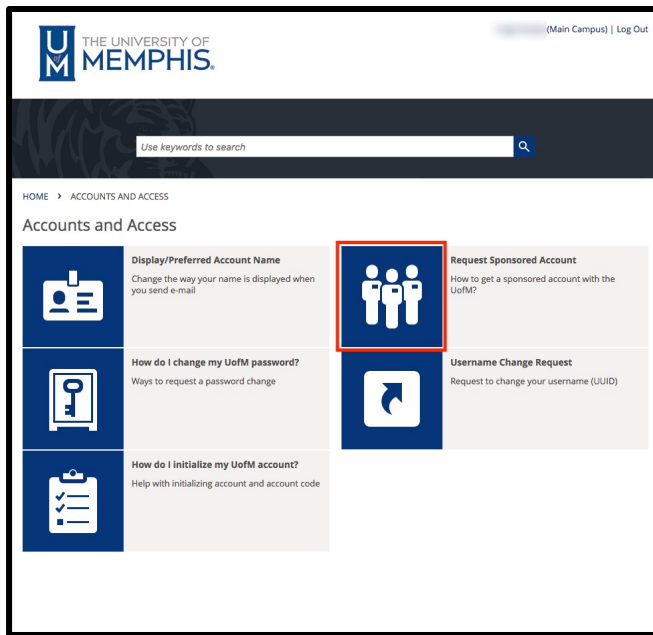 (Main Campus) | Log Out
UM
THE UNIVERSITY OF
MEMPHIS®
Use keywords to search
HOME > ACCOUNTS AND ACCESS
Accounts and Access
Display/Preferred Account Name
Change the way your name is displayed when
you send e-mail
Request Sponsored Account
How to get a sponsored account with the
UofM?
How do I change my UofM password?
Ways to request a password change
Username Change Request
Request to change your username (UUID)
How do I initialize my UofM account?
Help with initializing account and account code